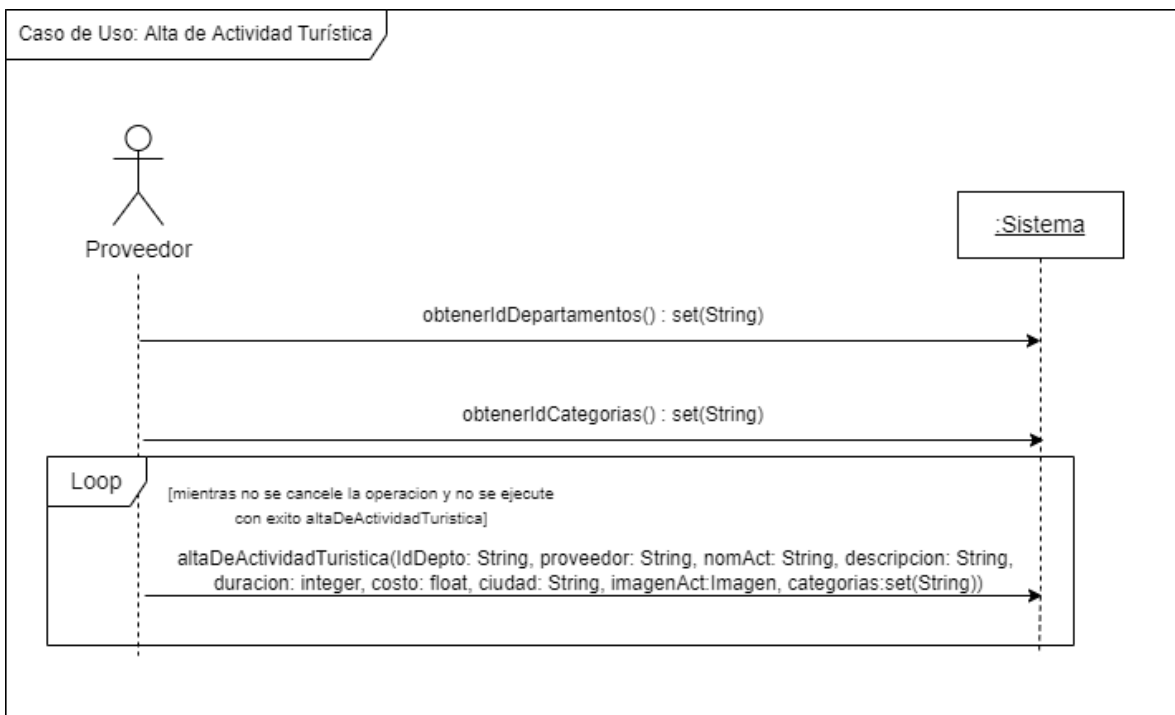 Caso de Uso: Alta de Actividad Turística
Proveedor
:Sistema
obtenerIdDepartamentos() : set(String)
obtenerIdCategorias() : set(String)
Loop
[mientras no se cancele la operacion y no se ejecute
con exito altaDeActividadTuristica]
altaDeActividadTuristica(IdDepto: String, proveedor: String, nomAct: String, descripcion: String,
duracion: integer, costo: float, ciudad: String, imagenAct:Imagen, categorias:set(String))